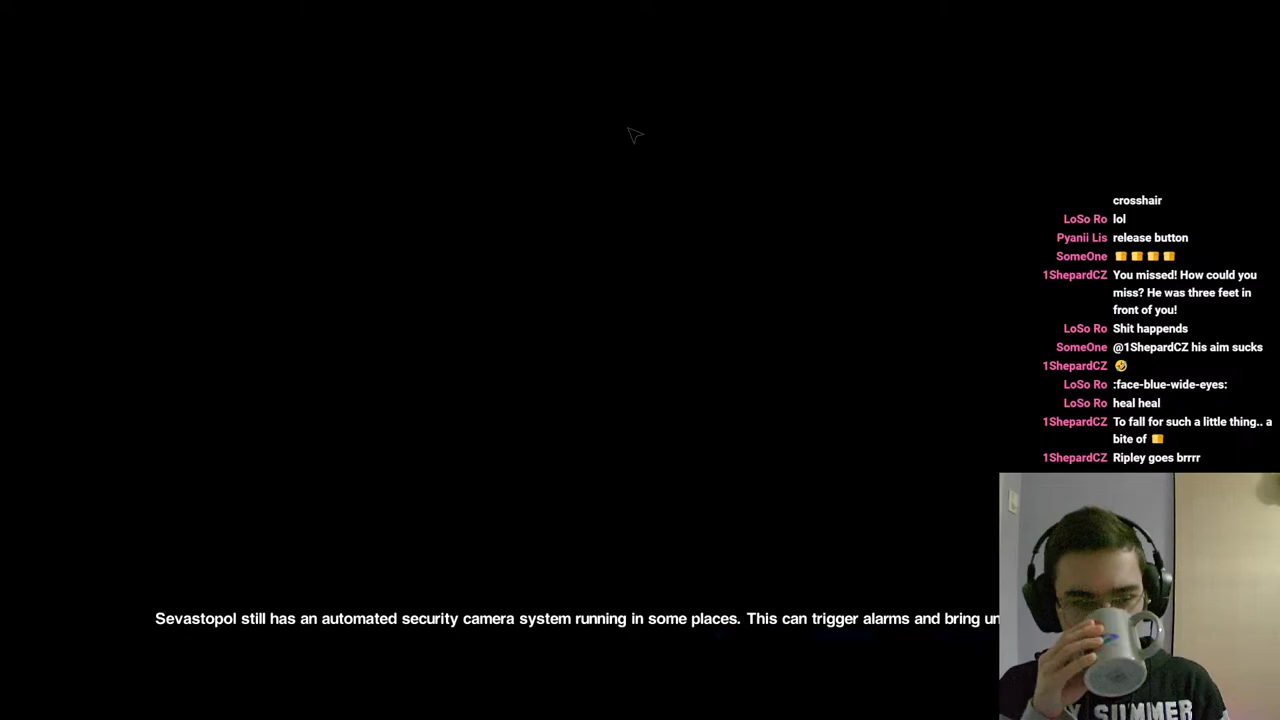 crosshair
LoSo Ro lol
Pyanii Lis release button
SomeOne
1ShepardCZ You missed! How could you
miss? He was three feet in
front of you!
LoSo Ro Shit happends
SomeOne @1ShepardCZ his aim sucks
1ShepardCZ
LoSo Ro :face-blue-wide-eyes:
LoSo Ro heal heal
1ShepardCZ To fall for such a little thing.. a
bite of
1ShepardCZ Ripley goes brrrr
Sevastopol still has an automated security camera system running in some places. This can trigger alarms and bring un
SUMMER